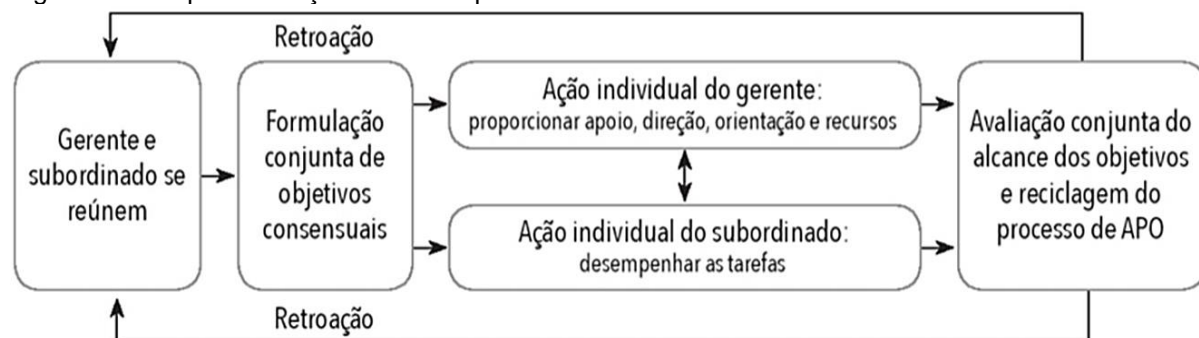 Retroação
Gerente e
subordinado se
reúnem
Formulação
conjunta de
objetivos
consensuais
Ação individual do gerente:
proporcionar apoio, direção, orientação e recursos
Ação individual do subordinado:
desempenhar as tarefas
Avaliação conjunta do
alcance dos objetivos
e reciclagem do
processo de APO
Retroação